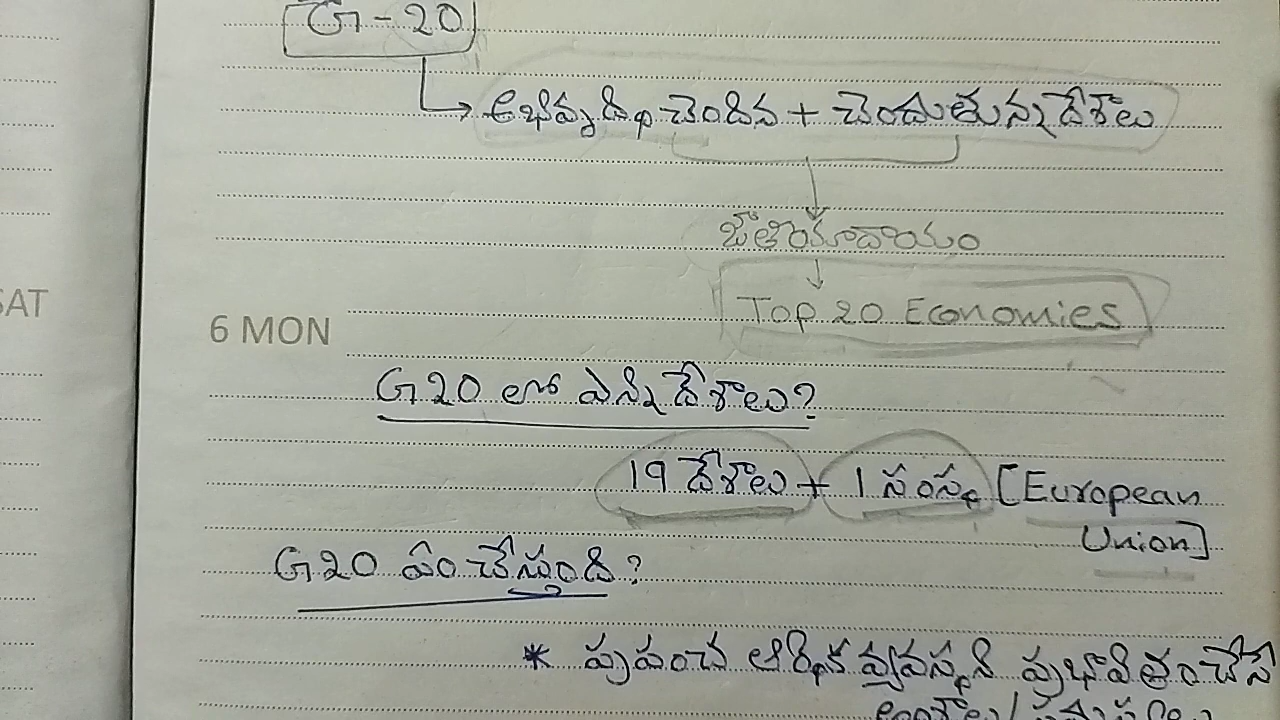 G-20
అభివృద్ధి చెందిన + చెందుతున్న దేశాలు
జాతీయాదాయం
Top 20 Economies
SAT
6 MON
G20 లో ఎన్ని దేశాలు?
19 దేశాలు + 1 సంస్థ [European
Union]
G20 ఏం చేస్తుంది?
* ప్రపంచ ఆర్థిక వ్యవస్థని ప్రభావితం చేసే